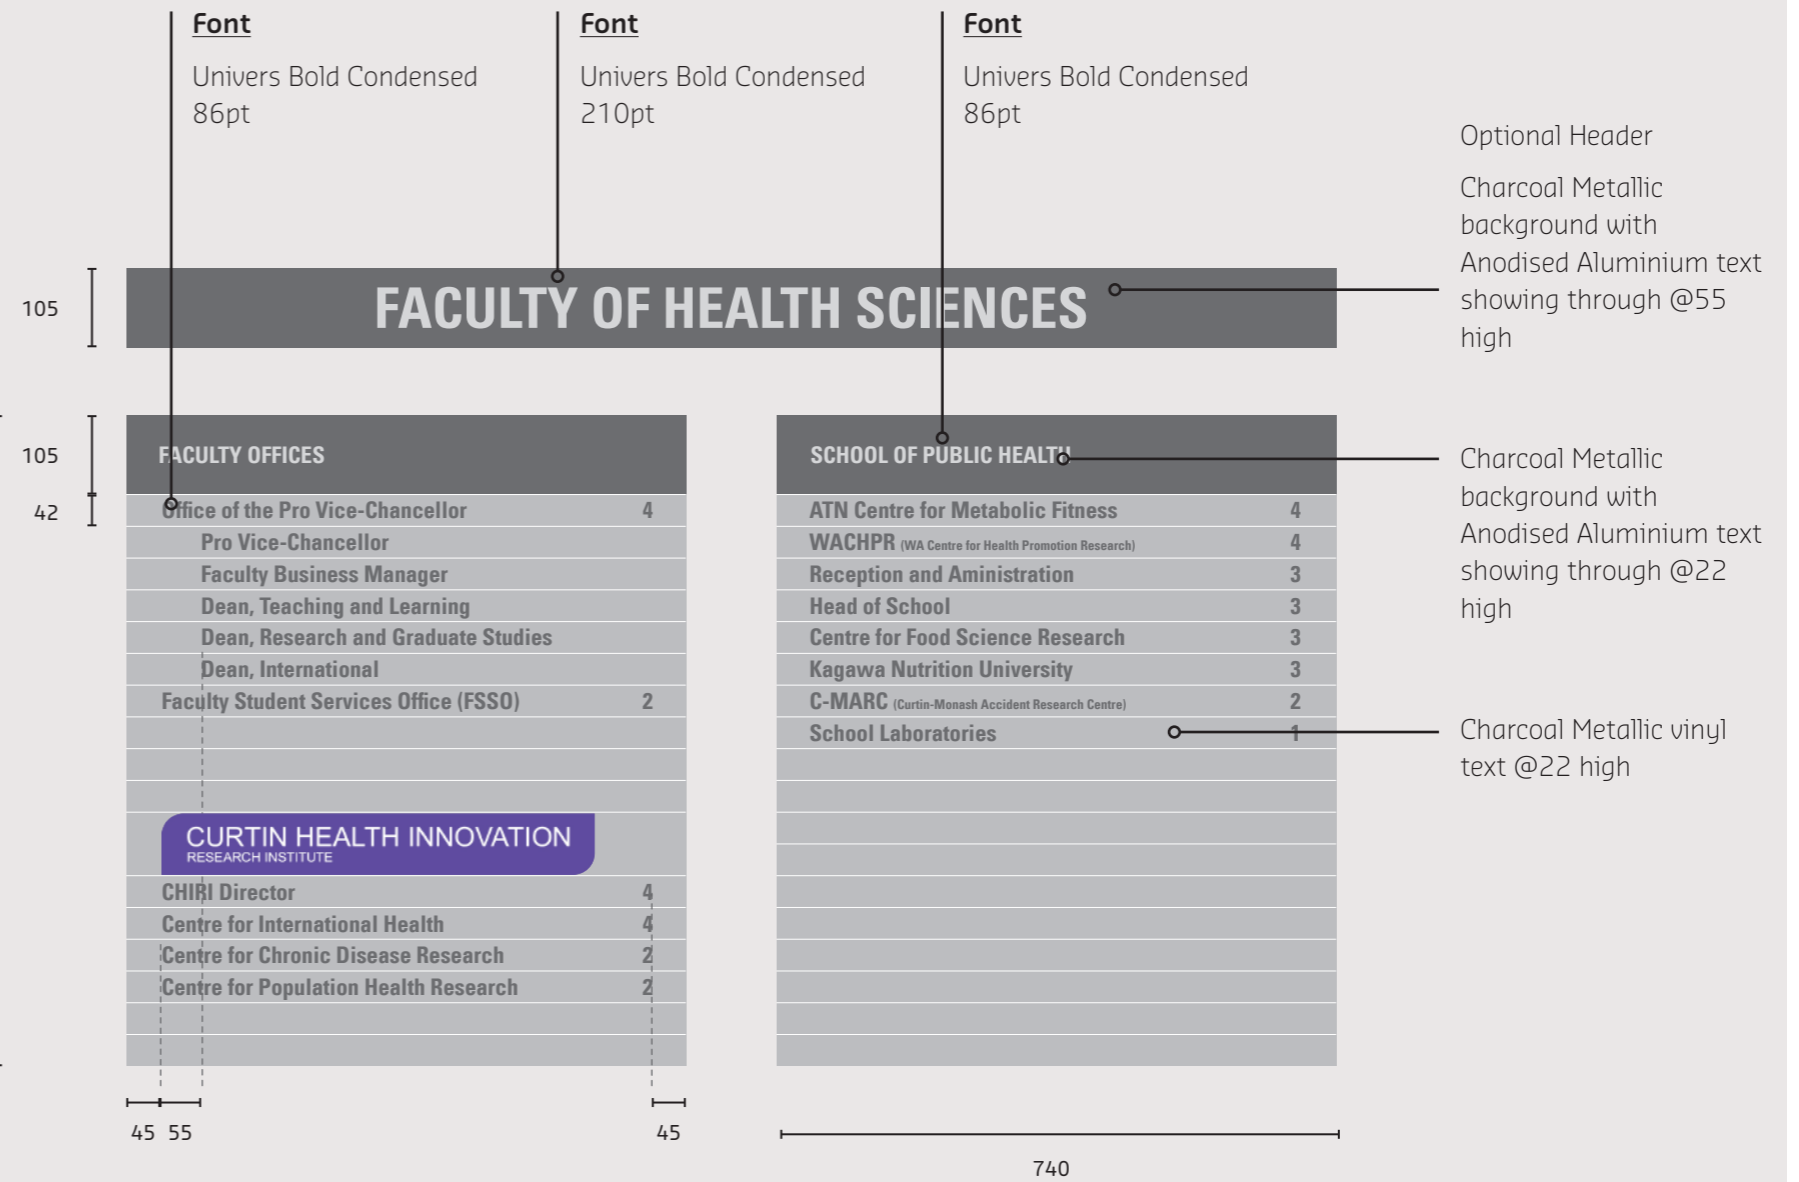 Font
Univers Bold Condensed
86pt
Font
Univers Bold Condensed
210pt
Font
Univers Bold Condensed
86pt
Optional Header
Charcoal Metallic
background with
Anodised Aluminium text
showing through @55
high
105
FACULTY OF HEALTH SCIENCES
105
42
FACULTY OFFICES
Office of the Pro Vice-Chancellor 4
Pro Vice-Chancellor
Faculty Business Manager
Dean, Teaching and Learning
Dean, Research and Graduate Studies
Dean, International
Faculty Student Services Office (FSSO) 2
CURTIN HEALTH INNOVATION
RESEARCH INSTITUTE
CHIRI Director 4
Centre for International Health 4
Centre for Chronic Disease Research 2
Centre for Population Health Research 2
45 55 45
SCHOOL OF PUBLIC HEALTH
ATN Centre for Metabolic Fitness 4
WACHPR (WA Centre for Health Promotion Research) 4
Reception and Aministration 3
Head of School 3
Centre for Food Science Research 3
Kagawa Nutrition University 3
C-MARC (Curtin-Monash Accident Research Centre) 2
School Laboratories 1
740
Charcoal Metallic
background with
Anodised Aluminium text
showing through @22
high
Charcoal Metallic vinyl
text @22 high